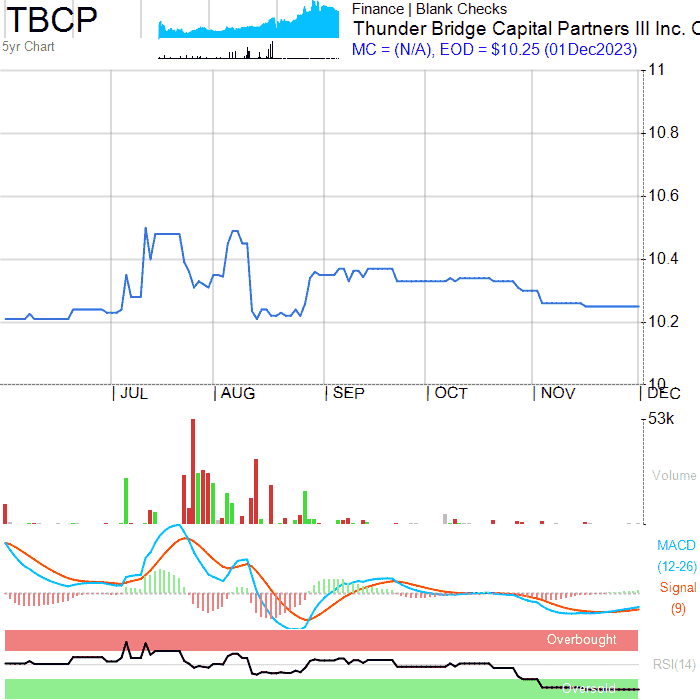 TBCP
5yr Chart
Finance | Blank Checks
Thunder Bridge Capital Partners III Inc. C
MC = (N/A), EOD = $10.25 (01Dec2023)
11
10.8
10.6
10.4
10.2
10
| JUL | AUG | SEP | OCT | NOV | DEC
53k
Volume
MACD
(12-26)
Signal
(9)
Overbought
RSI(14)
Oversold